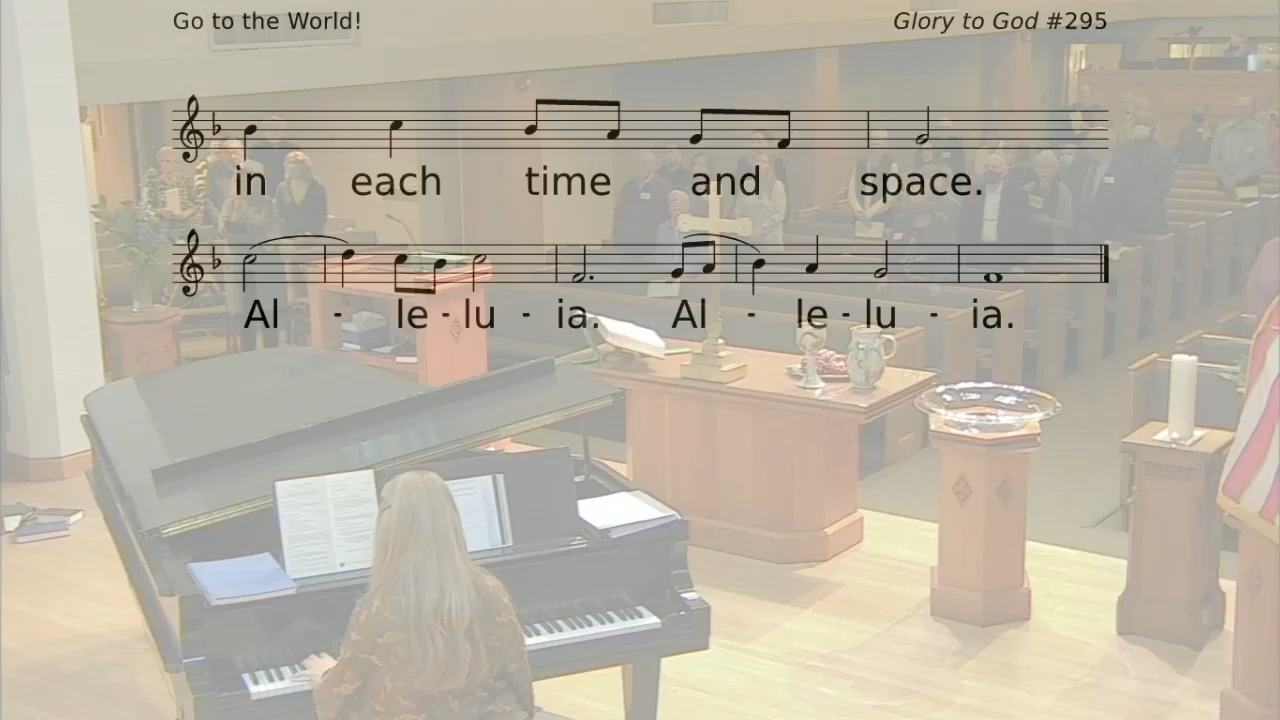 Go to the World!
Glory to God #295
in each time and space.
Al - le - lu - ia. Al - le - lu - ia.